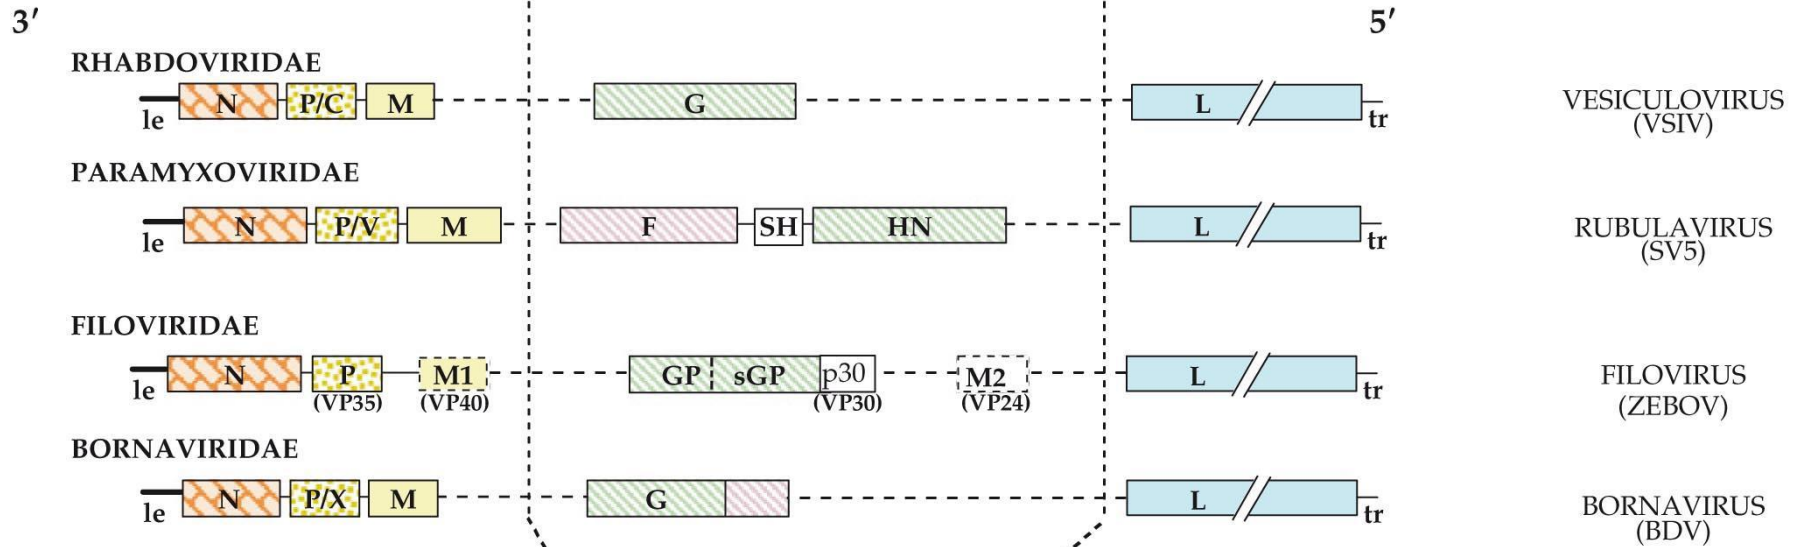 3′ 5′
RHABDOVIRIDAE
le N P/C M G L tr VESICULOVIRUS
(VSIV)
PARAMYXOVIRIDAE
le N P/V M F SH HN L tr RUBULAVIRUS
(SV5)
FILOVIRIDAE
le N P M1 GP sGP p30 M2 L tr FILOVIRUS
(VP35) (VP40) (VP30) (VP24) (ZEBOV)
BORNAVIRIDAE
le N P/X M G L tr BORNAVIRUS
(BDV)